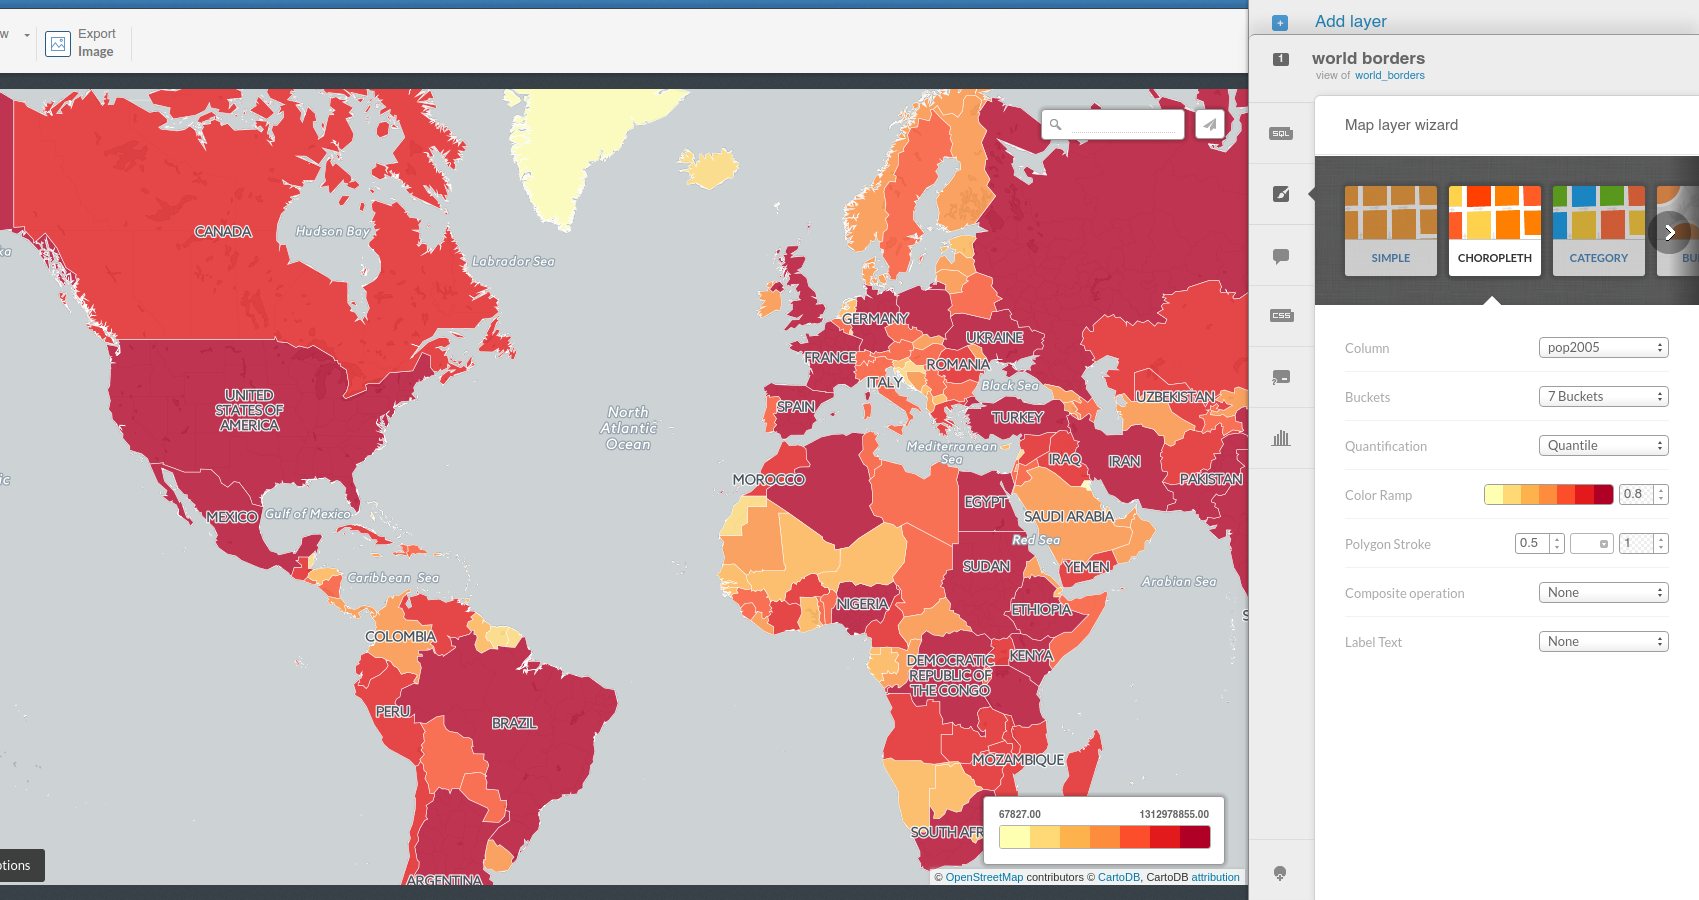 w
Export
Image
Add layer
1
world borders
view of world_borders
Map layer wizard
SQL
CSS
SIMPLE
CHOROPLETH
CATEGORY
BU
Column
pop2005
Buckets
7 Buckets
Quantification
Quantile
Color Ramp
0.8
Polygon Stroke
0.5
1
Composite operation
None
Label Text
None
CANADA
Hudson Bay
Labrador Sea
ka
GERMANY
UKRAINE
FRANCE
ROMANIA
ITALY
Black Sea
UNITED
STATES OF
AMERICA
UZBEKISTAN
SPAIN
North
Atlantic
Ocean
TURKEY
Mediterranean
Sea
IRAQ
IRAN
ic
MOROCCO
PAKISTAN
EGYPT
MEXICO
Gulf of Mexico
SAUDI ARABIA
Red Sea
SUDAN
YEMEN
Caribbean Sea
Arabian Sea
NIGERIA
ETHIOPIA
S
COLOMBIA
KENYA
DEMOCRATIC
REPUBLIC OF
THE CONGO
PERU
BRAZIL
MOZAMBIQUE
67827.00
1312978855.00
SOUTH AFR
otions
ARGENTINA
© OpenStreetMap contributors © CartoDB, CartoDB attribution